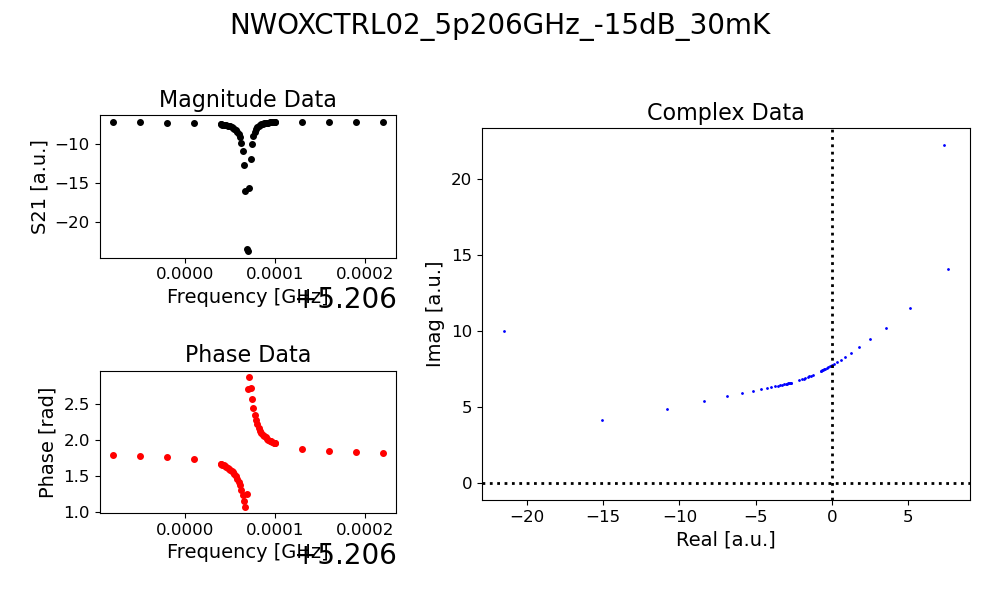 NWOXCTRL02_5p206GHz_-15dB_30mK
Magnitude Data
S21 [a.u.]
−10
−15
−20
0.0000 0.0001 0.0002
Frequency [GHz]
+5.206
Phase Data
Phase [rad]
2.5
2.0
1.5
1.0
0.0000 0.0001 0.0002
Frequency [GHz]
+5.206
Complex Data
Imag [a.u.]
20
15
10
5
0
−20 −15 −10 −5 0 5
Real [a.u.]